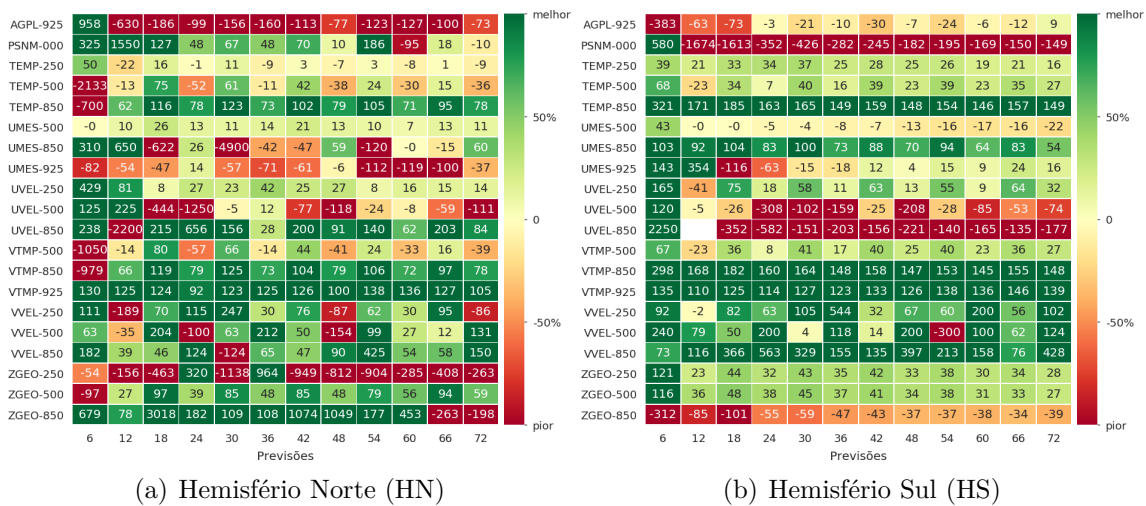 AGPL-925 958 -630 -186 -99 -156 -160 -113 -77 -123 -127 -100 -73 melhor
PSNM-000 325 1550 127 48 67 48 70 10 186 -95 18 -10
TEMP-250 50 -22 16 -1 11 -9 3 -7 3 -8 1 -9
TEMP-500 -2133 -13 75 -52 61 -11 42 -38 24 -30 15 -36
TEMP-850 -700 62 116 78 123 73 102 79 105 71 95 78 50%
UMES-500 -0 10 26 13 11 14 21 13 10 7 13 11
UMES-850 310 650 -622 26 -4900 -42 -47 59 -120 -0 -15 60
UMES-925 -82 -54 -47 14 -57 -71 -61 -6 -112 -119 -100 -37
UVEL-250 429 81 8 27 23 42 25 27 8 16 15 14
UVEL-500 125 225 -444 -1250 -5 12 -77 -118 -24 -8 -59 -111 0
UVEL-850 238 -2200 215 656 156 28 200 91 140 62 203 84
VTMP-500 -1050 -14 80 -57 66 -14 44 -41 24 -33 16 -39
VTMP-850 -979 66 119 79 125 73 104 79 106 72 97 78
VTMP-925 130 125 124 92 123 125 126 100 138 136 127 105
VVEL-250 111 -189 70 115 247 30 76 -87 62 30 95 -86
VVEL-500 63 -35 204 -100 63 212 50 -154 99 27 12 131 -50%
VVEL-850 182 39 46 124 -124 65 47 90 425 54 58 150
ZGEO-250 -54 -156 -463 320 -1138 964 -949 -812 -904 -285 -408 -263
ZGEO-500 -97 27 97 39 85 48 85 48 79 56 94 59
ZGEO-850 679 78 3018 182 109 108 1074 1049 177 453 -263 -198 pior
6 12 18 24 30 36 42 48 54 60 66 72
Previsões
(a) Hemisfério Norte (HN)
AGPL-925 -383 -63 -73 -3 -21 -10 -30 -7 -24 -6 -12 9 melhor
PSNM-000 580 -1674 -1613 -352 -426 -282 -245 -182 -195 -169 -150 -149
TEMP-250 39 21 33 34 37 25 28 25 26 19 21 16
TEMP-500 68 -23 34 7 40 16 39 23 39 23 35 27
TEMP-850 321 171 185 163 165 149 159 148 154 146 157 149 50%
UMES-500 43 -0 -0 -5 -4 -8 -7 -13 -16 -17 -16 -22
UMES-850 103 92 104 83 100 73 88 70 94 64 83 54
UMES-925 143 354 -116 -63 -15 -18 12 4 15 9 24 16
UVEL-250 165 -41 75 18 58 11 63 13 55 9 64 32
UVEL-500 120 -5 -26 -308 -102 -159 -25 -208 -28 -85 -53 -74 0
UVEL-850 2250 -352 -582 -151 -203 -156 -221 -140 -165 -135 -177
VTMP-500 67 -23 36 8 41 17 40 25 40 23 36 27
VTMP-850 298 168 182 160 164 148 158 147 153 145 155 148
VTMP-925 135 110 125 114 127 123 133 126 138 136 146 139
VVEL-250 92 -2 82 63 105 544 32 67 60 200 56 102
VVEL-500 240 79 50 200 4 118 14 200 -300 100 62 124 -50%
VVEL-850 73 116 366 563 329 155 135 397 213 158 76 428
ZGEO-250 121 23 44 32 43 35 42 33 38 30 34 28
ZGEO-500 116 36 48 38 45 37 41 34 38 31 33 27
ZGEO-850 -312 -85 -101 -55 -59 -47 -43 -37 -37 -38 -34 -39 pior
6 12 18 24 30 36 42 48 54 60 66 72
Previsões
(b) Hemisfério Sul (HS)